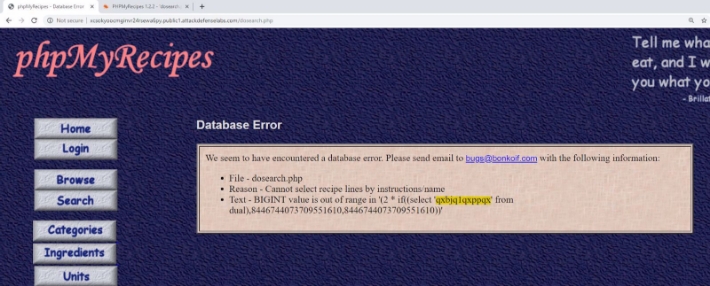 phpMyRecipes - Database Error
PHPMyRecipes 1.2.2 - 'dosearch.
Not secure
public1.attackdefenselabs.com/dosearch.php
phpMyRecipes
Tell me wha
eat, and I w
you what yo
- Brillat
Home
Login
Browse
Search
Categories
Ingredients
Units
Database Error
We seem to have encountered a database error. Please send email to bugs@bonkoif.com with the following information:
• File - dosearch.php
• Reason - Cannot select recipe lines by instructions/name
• Text - BIGINT value is out of range in '(2 * if((select 'qxbjq1qxppqx' from
dual),8446744073709551610,8446744073709551610))'